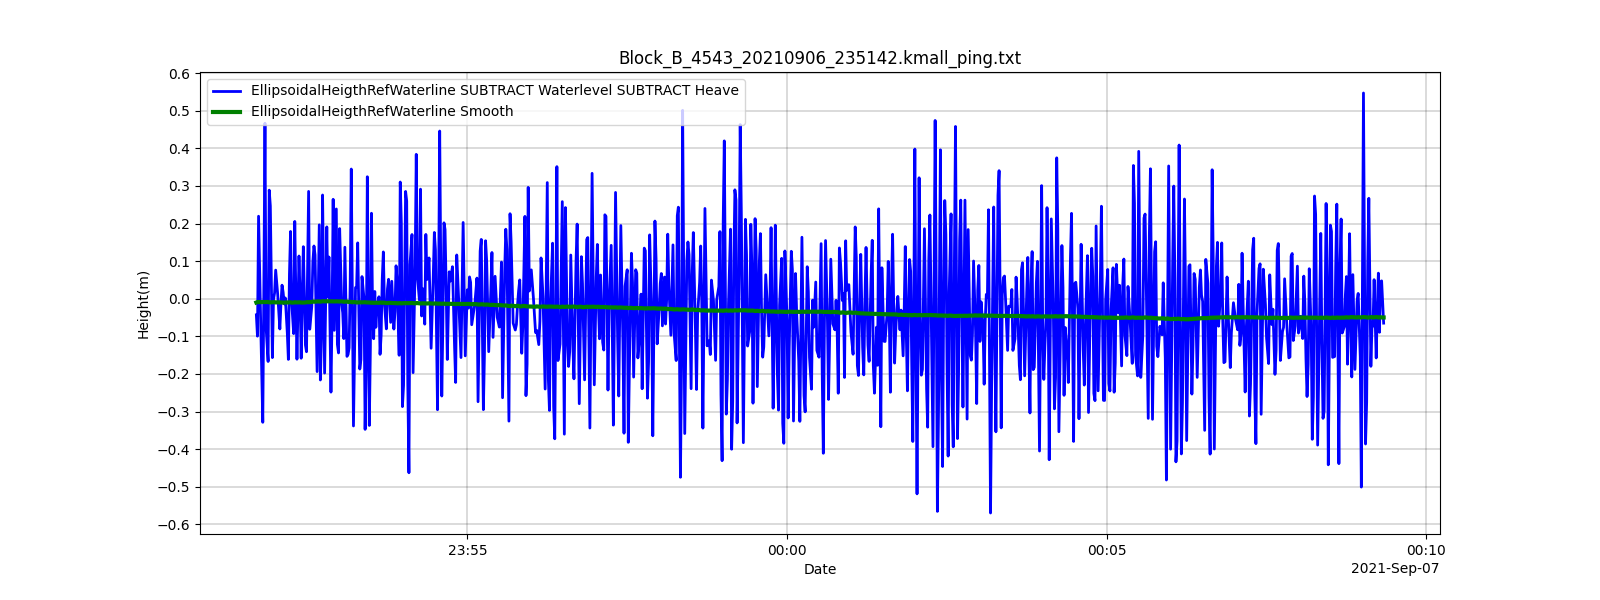 Block_B_4543_20210906_235142.kmall_ping.txt
EllipsoidalHeigthRefWaterline SUBTRACT Waterlevel SUBTRACT Heave
EllipsoidalHeigthRefWaterline Smooth
0.6
0.5
0.4
0.3
0.2
0.1
0.0
−0.1
−0.2
−0.3
−0.4
−0.5
−0.6
Height(m)
23:55
00:00
00:05
00:10
Date
2021-Sep-07